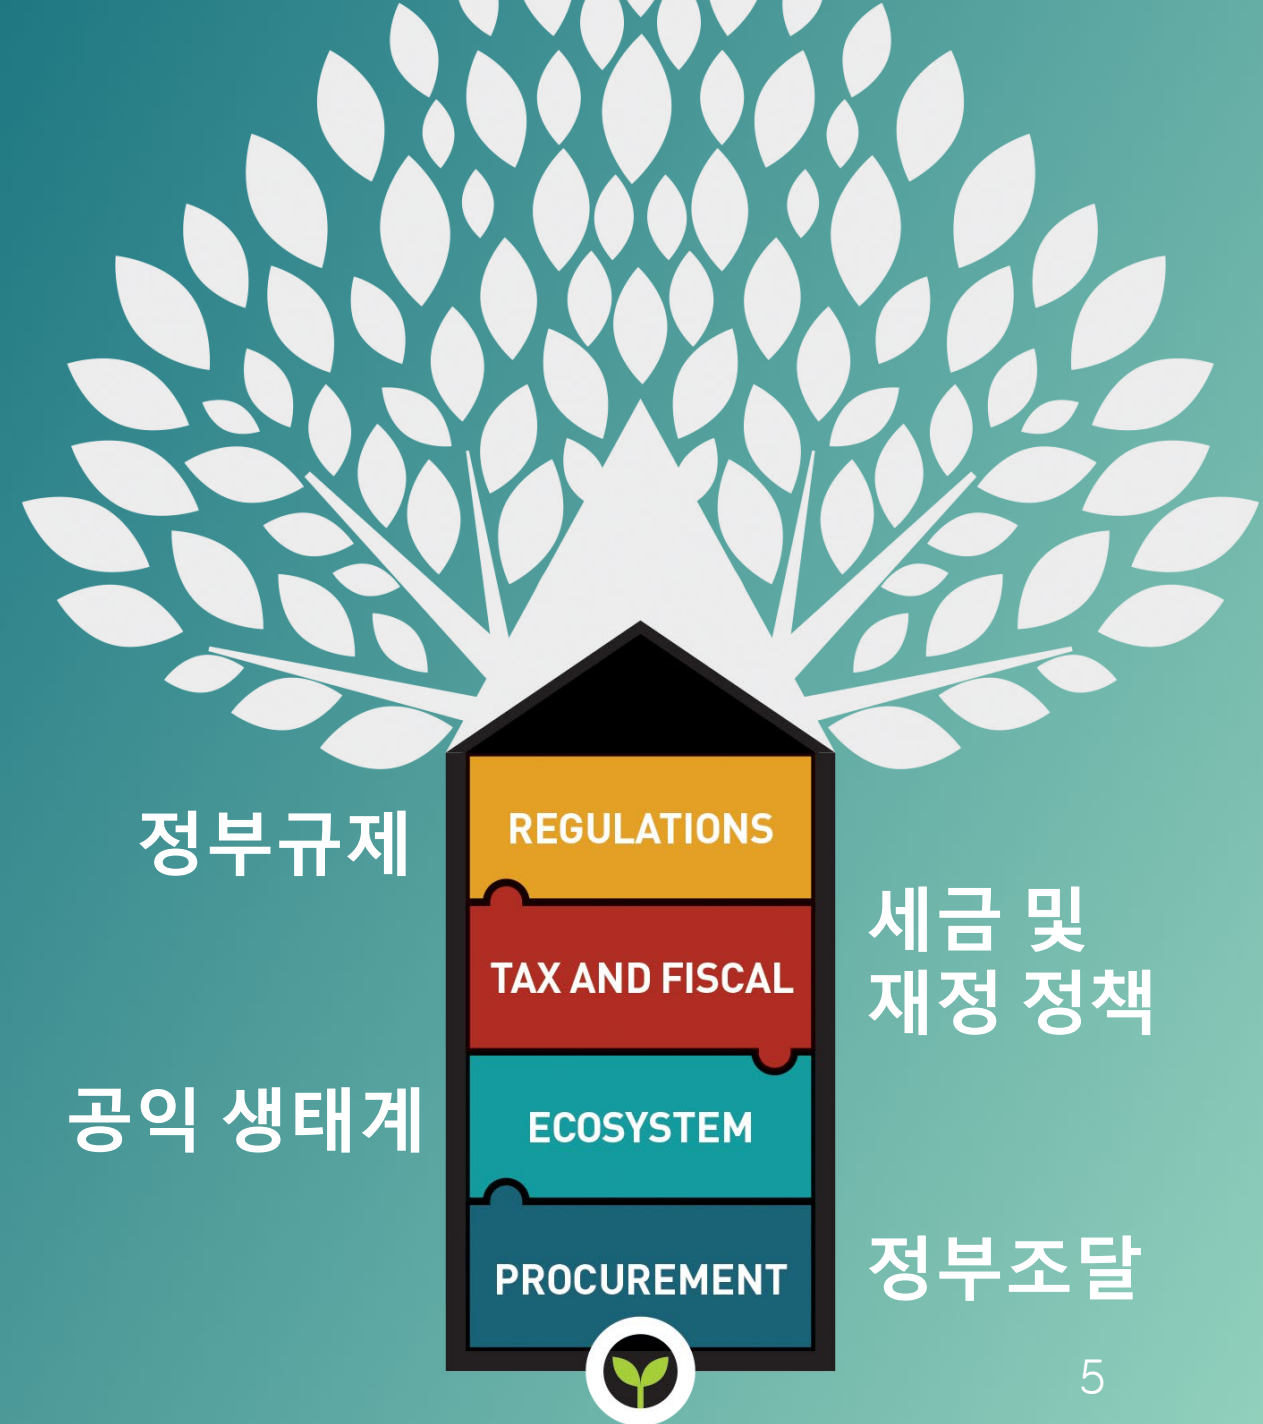 정부규제
REGULATIONS
세금 및
재정 정책
TAX AND FISCAL
공익 생태계
ECOSYSTEM
정부조달
PROCUREMENT
5